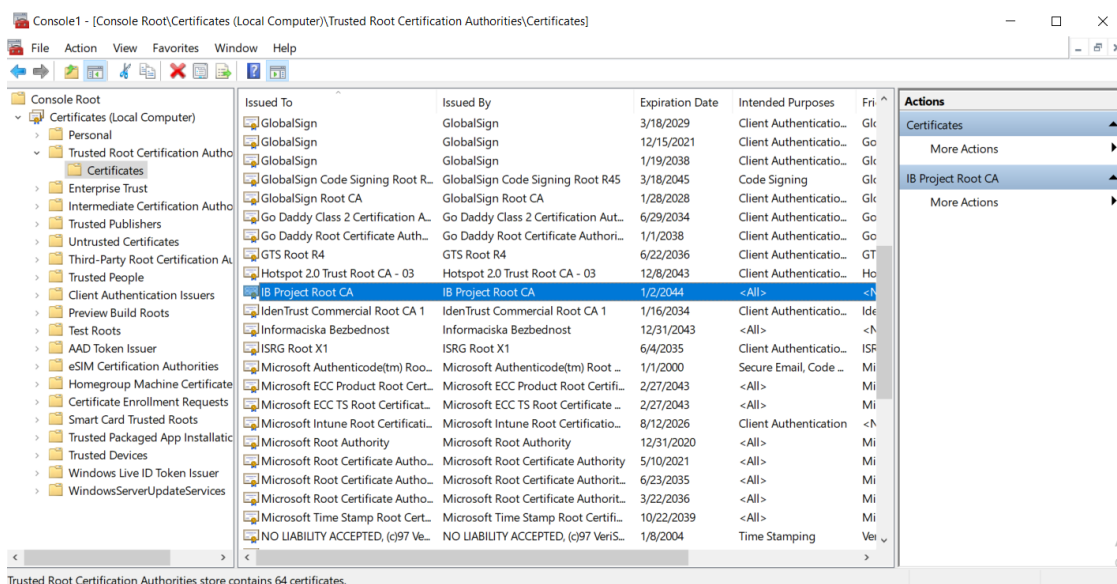 Console1 - [Console Root\Certificates (Local Computer)\Trusted Root Certification Authorities\Certificates]
File Action View Favorites Window Help
Console Root
Certificates (Local Computer)
Personal
Trusted Root Certification Autho
Certificates
Enterprise Trust
Intermediate Certification Autho
Trusted Publishers
Untrusted Certificates
Third-Party Root Certification Au
Trusted People
Client Authentication Issuers
Preview Build Roots
Test Roots
AAD Token Issuer
eSIM Certification Authorities
Homegroup Machine Certificate
Certificate Enrollment Requests
Smart Card Trusted Roots
Trusted Packaged App Installatic
Trusted Devices
Windows Live ID Token Issuer
WindowsServerUpdateServices
Issued To Issued By Expiration Date Intended Purposes Fri
GlobalSign GlobalSign 3/18/2029 Client Authenticatio... Glo
GlobalSign GlobalSign 12/15/2021 Client Authenticatio... Go
GlobalSign GlobalSign 1/19/2038 Client Authenticatio... Glo
GlobalSign Code Signing Root R... GlobalSign Code Signing Root R45 3/18/2045 Code Signing Glo
GlobalSign Root CA GlobalSign Root CA 1/28/2028 Client Authenticatio... Glo
Go Daddy Class 2 Certification A... Go Daddy Class 2 Certification Aut... 6/29/2034 Client Authenticatio... Go
Go Daddy Root Certificate Auth... Go Daddy Root Certificate Authori... 1/1/2038 Client Authenticatio... Go
GTS Root R4 GTS Root R4 6/22/2036 Client Authenticatio... GT
Hotspot 2.0 Trust Root CA - 03 Hotspot 2.0 Trust Root CA - 03 12/8/2043 Client Authenticatio... Ho
IB Project Root CA IB Project Root CA 1/2/2044 <All> <N
IdenTrust Commercial Root CA 1 IdenTrust Commercial Root CA 1 1/16/2034 Client Authenticatio... Ide
Informaciska Bezbednost Informaciska Bezbednost 12/31/2043 <All> <N
ISRG Root X1 ISRG Root X1 6/4/2035 Client Authenticatio... ISR
Microsoft Authenticode(tm) Roo... Microsoft Authenticode(tm) Root ... 1/1/2000 Secure Email, Code ... Mi
Microsoft ECC Product Root Cert... Microsoft ECC Product Root Certifi... 2/27/2043 <All> Mi
Microsoft ECC TS Root Certificat... Microsoft ECC TS Root Certificate ... 2/27/2043 <All> Mi
Microsoft Intune Root Certificati... Microsoft Intune Root Certificatio... 8/12/2026 Client Authentication <N
Microsoft Root Authority Microsoft Root Authority 12/31/2020 <All> Mi
Microsoft Root Certificate Autho... Microsoft Root Certificate Authority 5/10/2021 <All> Mi
Microsoft Root Certificate Autho... Microsoft Root Certificate Authorit... 6/23/2035 <All> Mi
Microsoft Root Certificate Autho... Microsoft Root Certificate Authorit... 3/22/2036 <All> Mi
Microsoft Time Stamp Root Cert... Microsoft Time Stamp Root Certifi... 10/22/2039 <All> Mi
NO LIABILITY ACCEPTED, (c)97 Ve... NO LIABILITY ACCEPTED, (c)97 VeriS... 1/8/2004 Time Stamping Ver
Actions
Certificates
More Actions
IB Project Root CA
More Actions
Trusted Root Certification Authorities store contains 64 certificates.